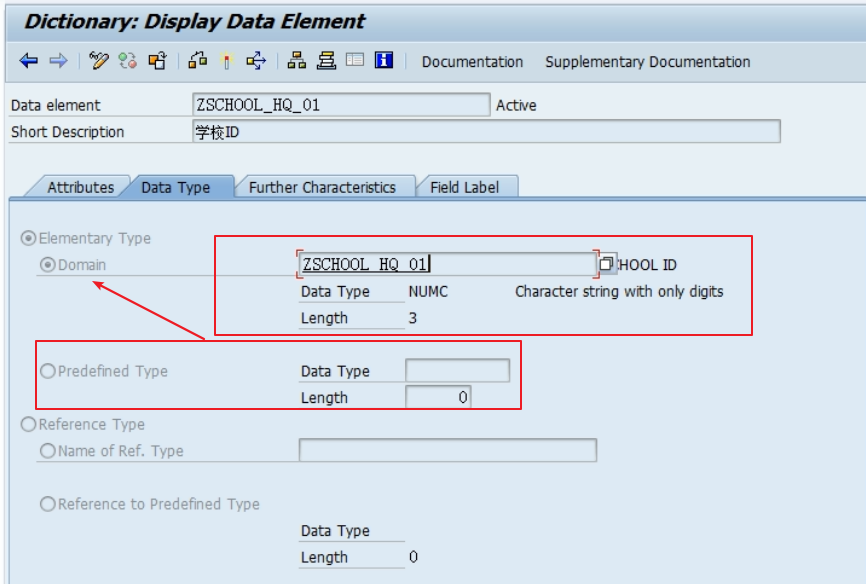 Dictionary: Display Data Element
Documentation Supplementary Documentation
Data element ZSCHOOL_HQ_01 Active
Short Description 学校ID
Attributes Data Type Further Characteristics Field Label
Elementary Type
Domain ZSCHOOL_HQ_01 HOOL ID
Data Type NUMC Character string with only digits
Length 3
Predefined Type Data Type
Length 0
Reference Type
Name of Ref. Type
Reference to Predefined Type
Data Type
Length 0